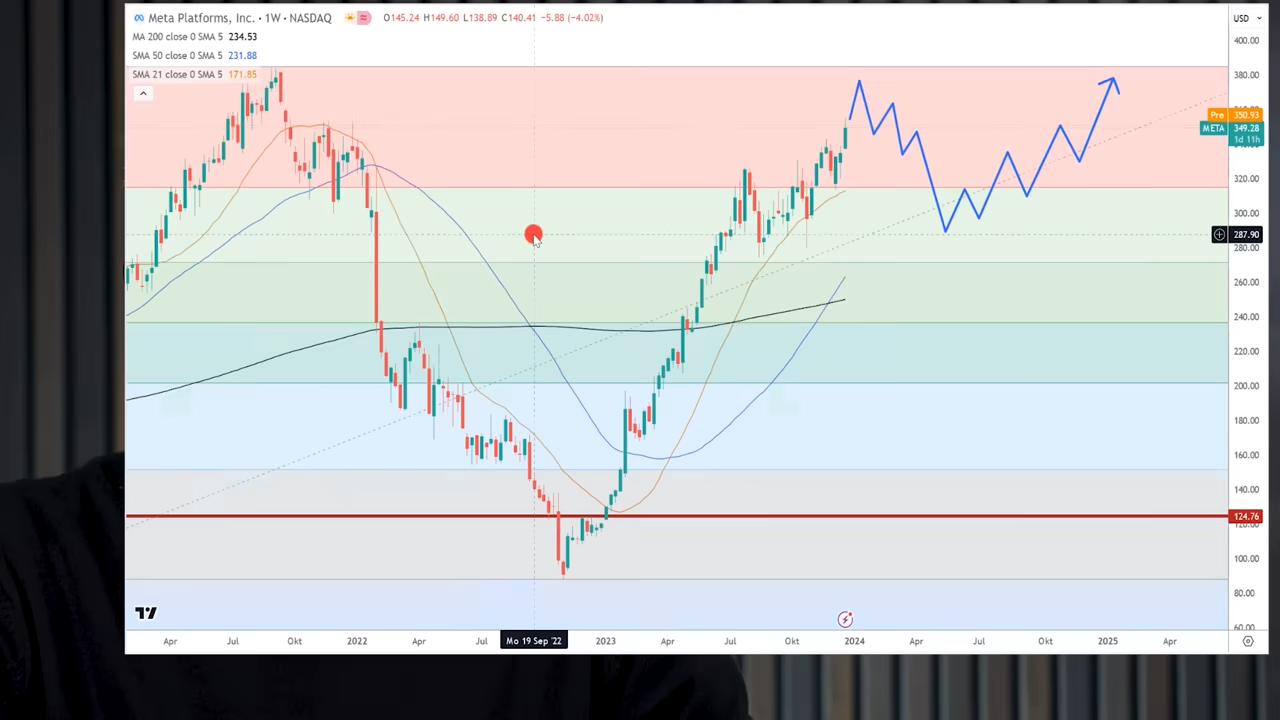 Meta Platforms, Inc. · 1W · NASDAQ O145.24 H149.60 L138.89 C140.41 −5.88 (−4.02%)
USD
MA 200 close 0 SMA 5 234.53
SMA 50 close 0 SMA 5 231.88
SMA 21 close 0 SMA 5 171.85
400.00
380.00
Pre 350.93
META 349.28
1d 11h
320.00
300.00
287.90
280.00
260.00
240.00
220.00
200.00
180.00
160.00
140.00
124.76
120.00
100.00
80.00
60.00
Apr Jul Okt 2022 Apr Jul Mo 19 Sep '22 2023 Apr Jul Okt 2024 Apr Jul Okt 2025 Apr